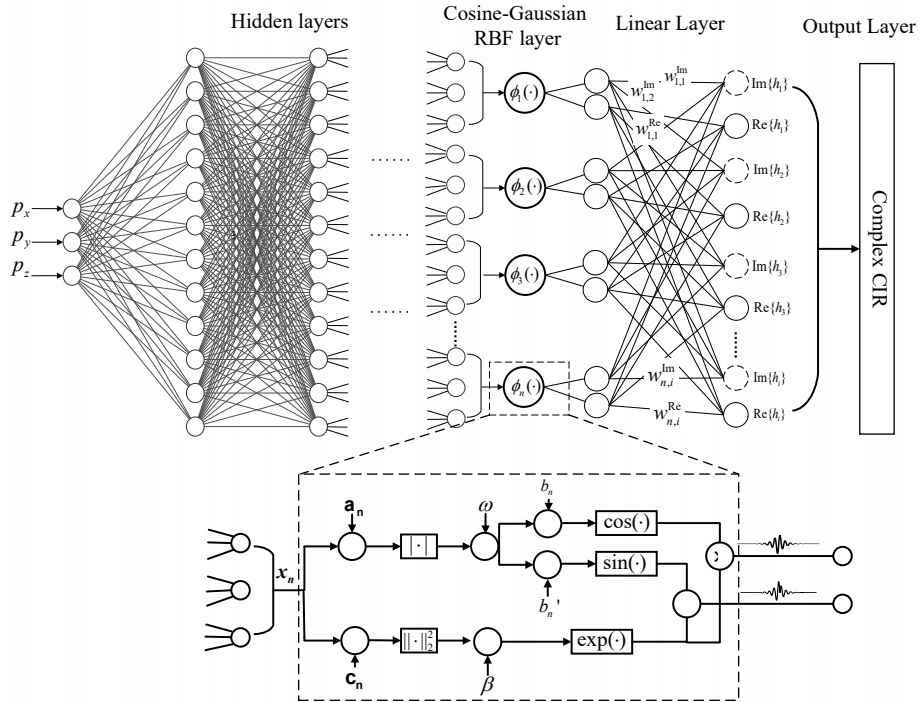 Hidden layers
Cosine-Gaussian
RBF layer
Linear Layer
Output Layer
p_x
p_y
p_z
......
......
......
ϕ_1(·)
ϕ_2(·)
ϕ_3(·)
ϕ_n(·)
w_{1,1}^{Im}
w_{1,2}^{Im}
w_{1,1}^{Re}
w_{n,i}^{Im}
w_{n,i}^{Re}
Im{h_1}
Re{h_1}
Im{h_2}
Re{h_2}
Im{h_3}
Re{h_3}
Im{h_i}
Re{h_i}
Complex CIR
x_n
a_n
|·|
ω
b_n
cos(·)
sin(·)
b_n'
c_n
||·||_2^2
β
exp(·)